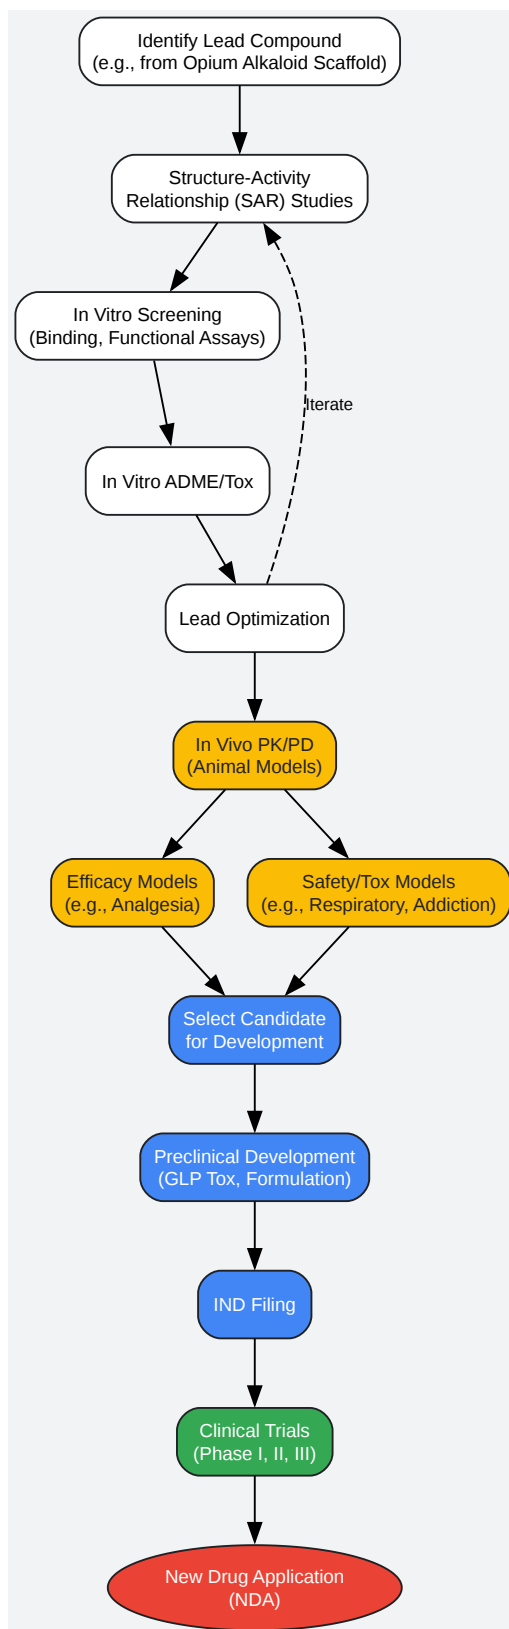 Identify Lead Compound
(e.g., from Opium Alkaloid Scaffold)
Structure-Activity
Relationship (SAR) Studies
In Vitro Screening
(Binding, Functional Assays)
Iterate
In Vitro ADME/Tox
Lead Optimization
In Vivo PK/PD
(Animal Models)
Efficacy Models
(e.g., Analgesia)
Safety/Tox Models
(e.g., Respiratory, Addiction)
Select Candidate
for Development
Preclinical Development
(GLP Tox, Formulation)
IND Filing
Clinical Trials
(Phase I, II, III)
New Drug Application
(NDA)